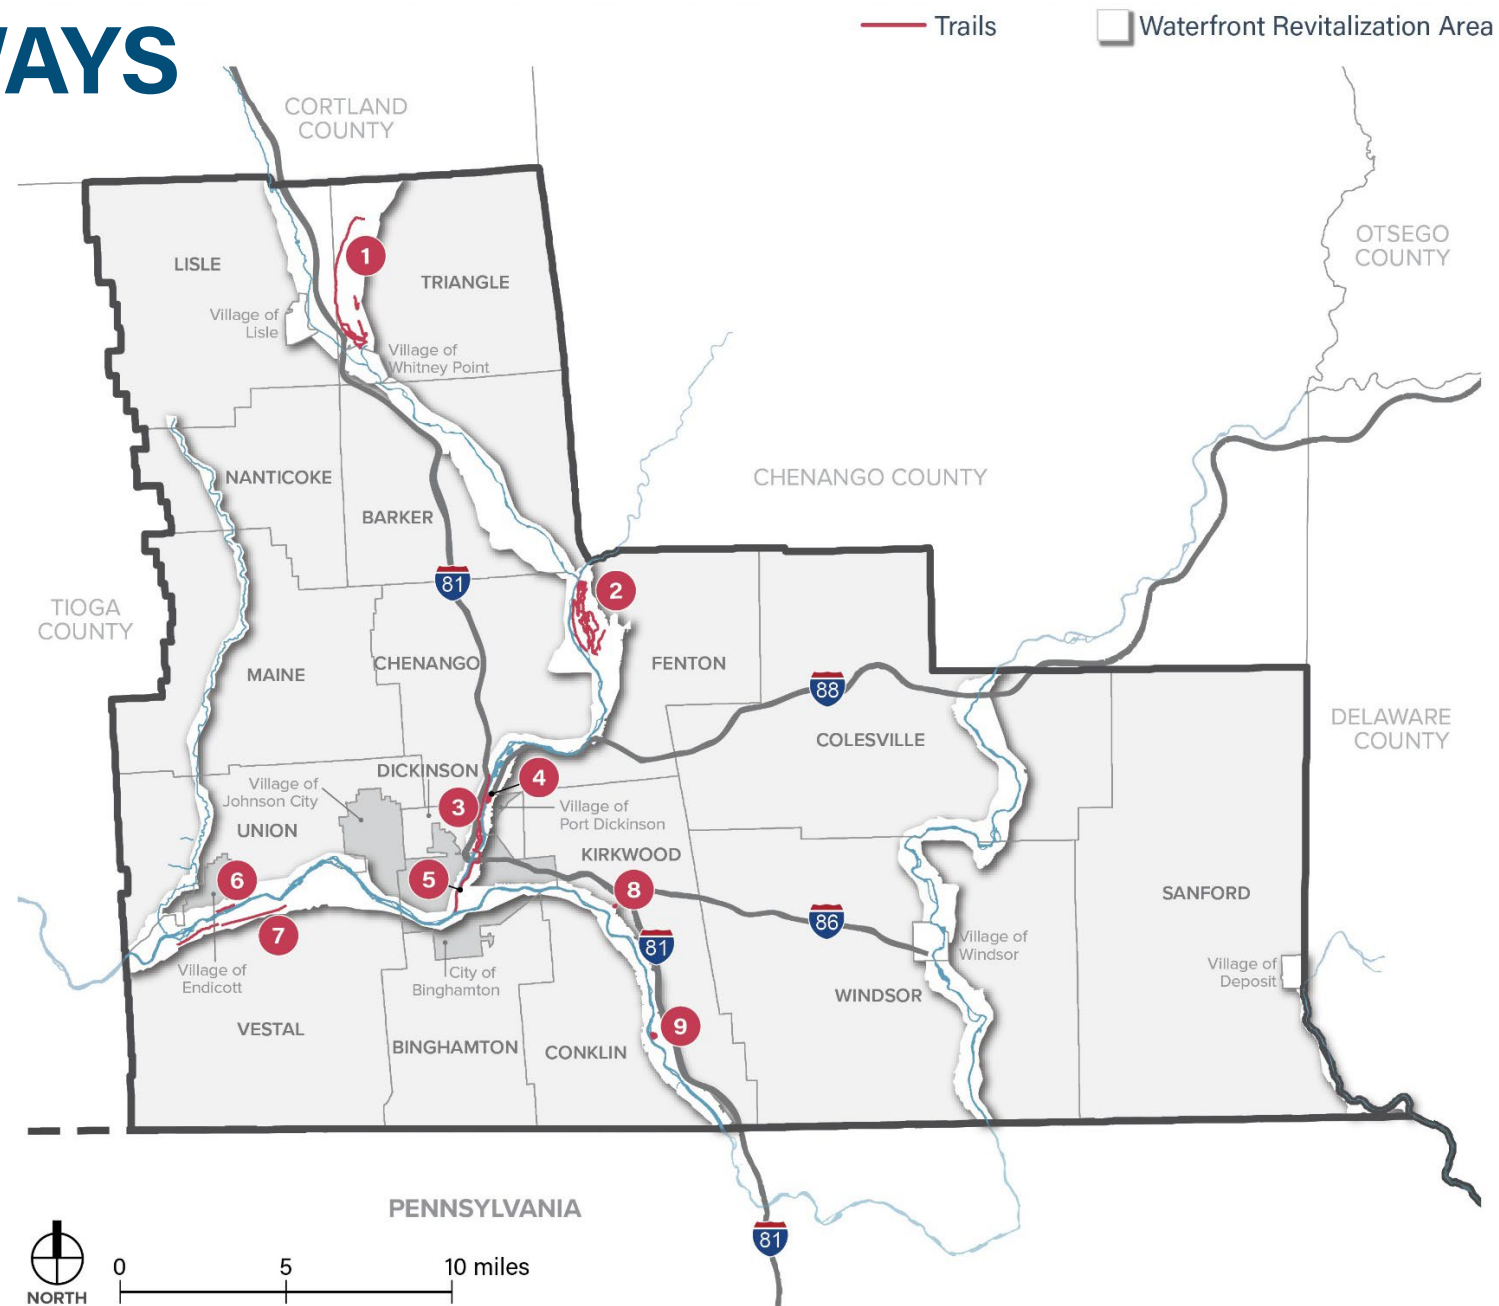 WAYS
Trails
Waterfront Revitalization Area
CORTLAND
COUNTY
OTSEGO
COUNTY
LISLE
1
TRIANGLE
Village of
Lisle
Village of
Whitney Point
NANTICOKE
CHENANGO COUNTY
BARKER
81
2
TIOGA
COUNTY
MAINE
CHENANGO
FENTON
88
COLESVILLE
DELAWARE
COUNTY
DICKINSON
4
Village of
Johnson City
3
Village of
Port Dickinson
UNION
KIRKWOOD
6
5
8
SANFORD
86
7
81
Village of
Windsor
Village of
Endicott
City of
Binghamton
Village of
Deposit
WINDSOR
VESTAL
9
BINGHAMTON
CONKLIN
PENNSYLVANIA
81
0
5
10 miles
NORTH